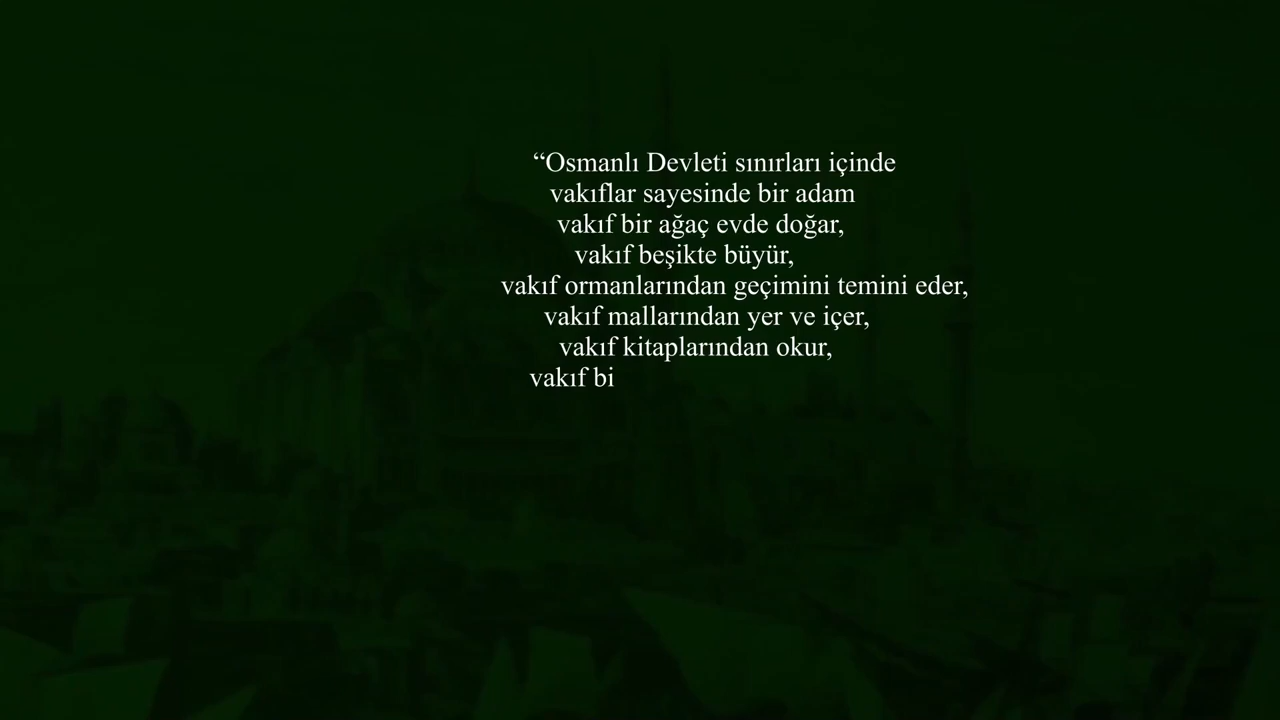 “Osmanlı Devleti sınırları içinde
vakıflar sayesinde bir adam
vakıf bir ağaç evde doğar,
vakıf beşikte büyür,
vakıf ormanlarından geçimini temini eder,
vakıf mallarından yer ve içer,
vakıf kitaplarından okur,
vakıf bi